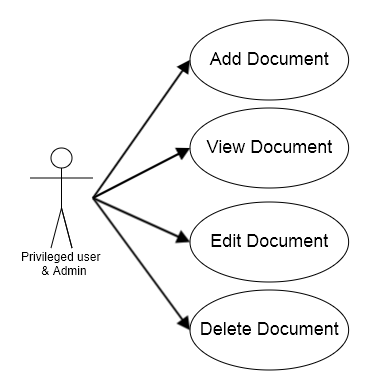 Add Document
View Document
Edit Document
Delete Document
Privileged user
& Admin